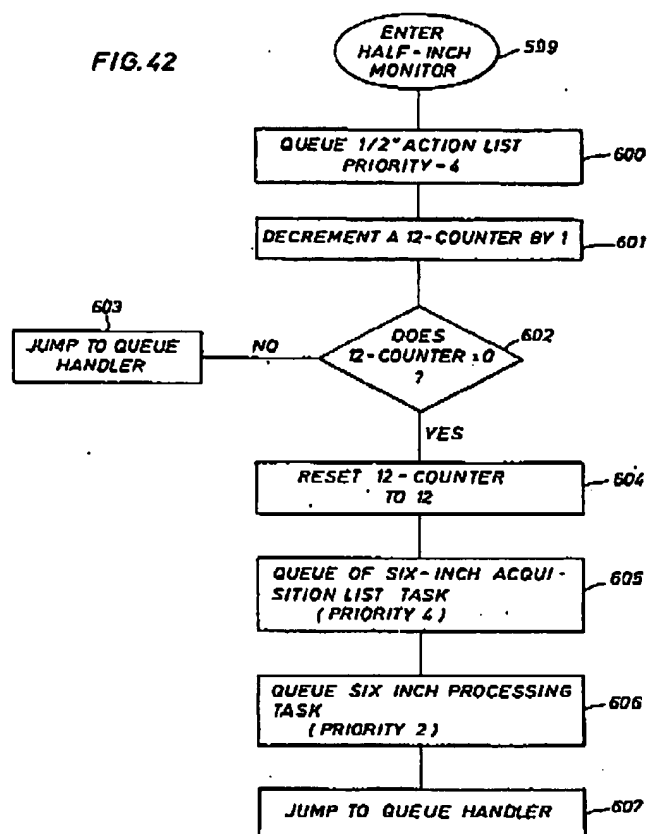 FIG. 42
ENTER
HALF-INCH
MONITOR
599
QUEUE 1/2" ACTION LIST
PRIORITY-4
600
DECREMENT A 12-COUNTER BY 1
601
603
JUMP TO QUEUE
HANDLER
NO
DOES
12-COUNTER =0
?
602
YES
RESET 12-COUNTER
TO 12
604
QUEUE OF SIX-INCH ACQUI-
SITION LIST TASK
(PRIORITY 4)
605
QUEUE SIX INCH PROCESSING
TASK
(PRIORITY 2)
606
JUMP TO QUEUE HANDLER
607